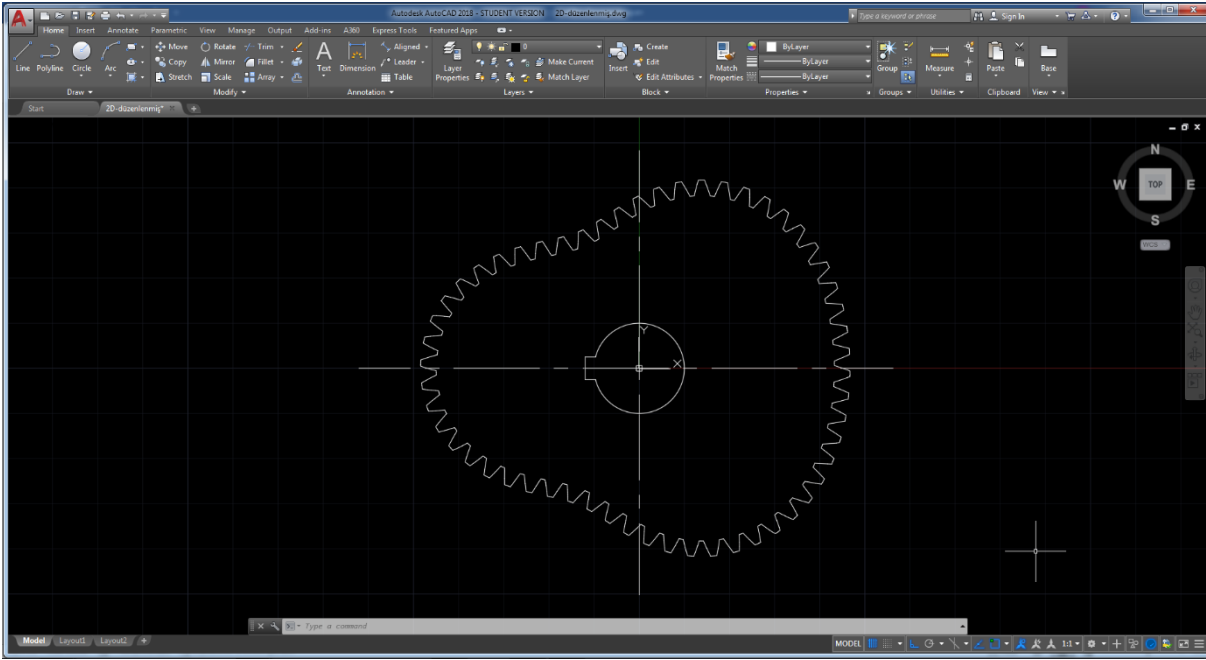 Autodesk AutoCAD 2018 - STUDENT VERSION 2D-düzenlenmiş.dwg
Type a keyword or phrase
Sign In
Home Insert Annotate Parametric View Manage Output Add-ins A360 Express Tools Featured Apps
Line Polyline Circle Arc
Move Rotate Trim
Copy Mirror Fillet
Stretch Scale Array
Text Dimension
Aligned
Leader
Table
Layer Properties
0
Make Current
Match Layer
Insert
Create
Edit
Edit Attributes
Match Properties
ByLayer
ByLayer
ByLayer
Group
Measure
Paste
Base
Draw Modify Annotation Layers Block Properties Groups Utilities Clipboard View
Start 2D-düzenlenmiş*
N
W TOP E
S
WCS
Y
X
Type a command
Model Layout1 Layout2 +
MODEL 1:1